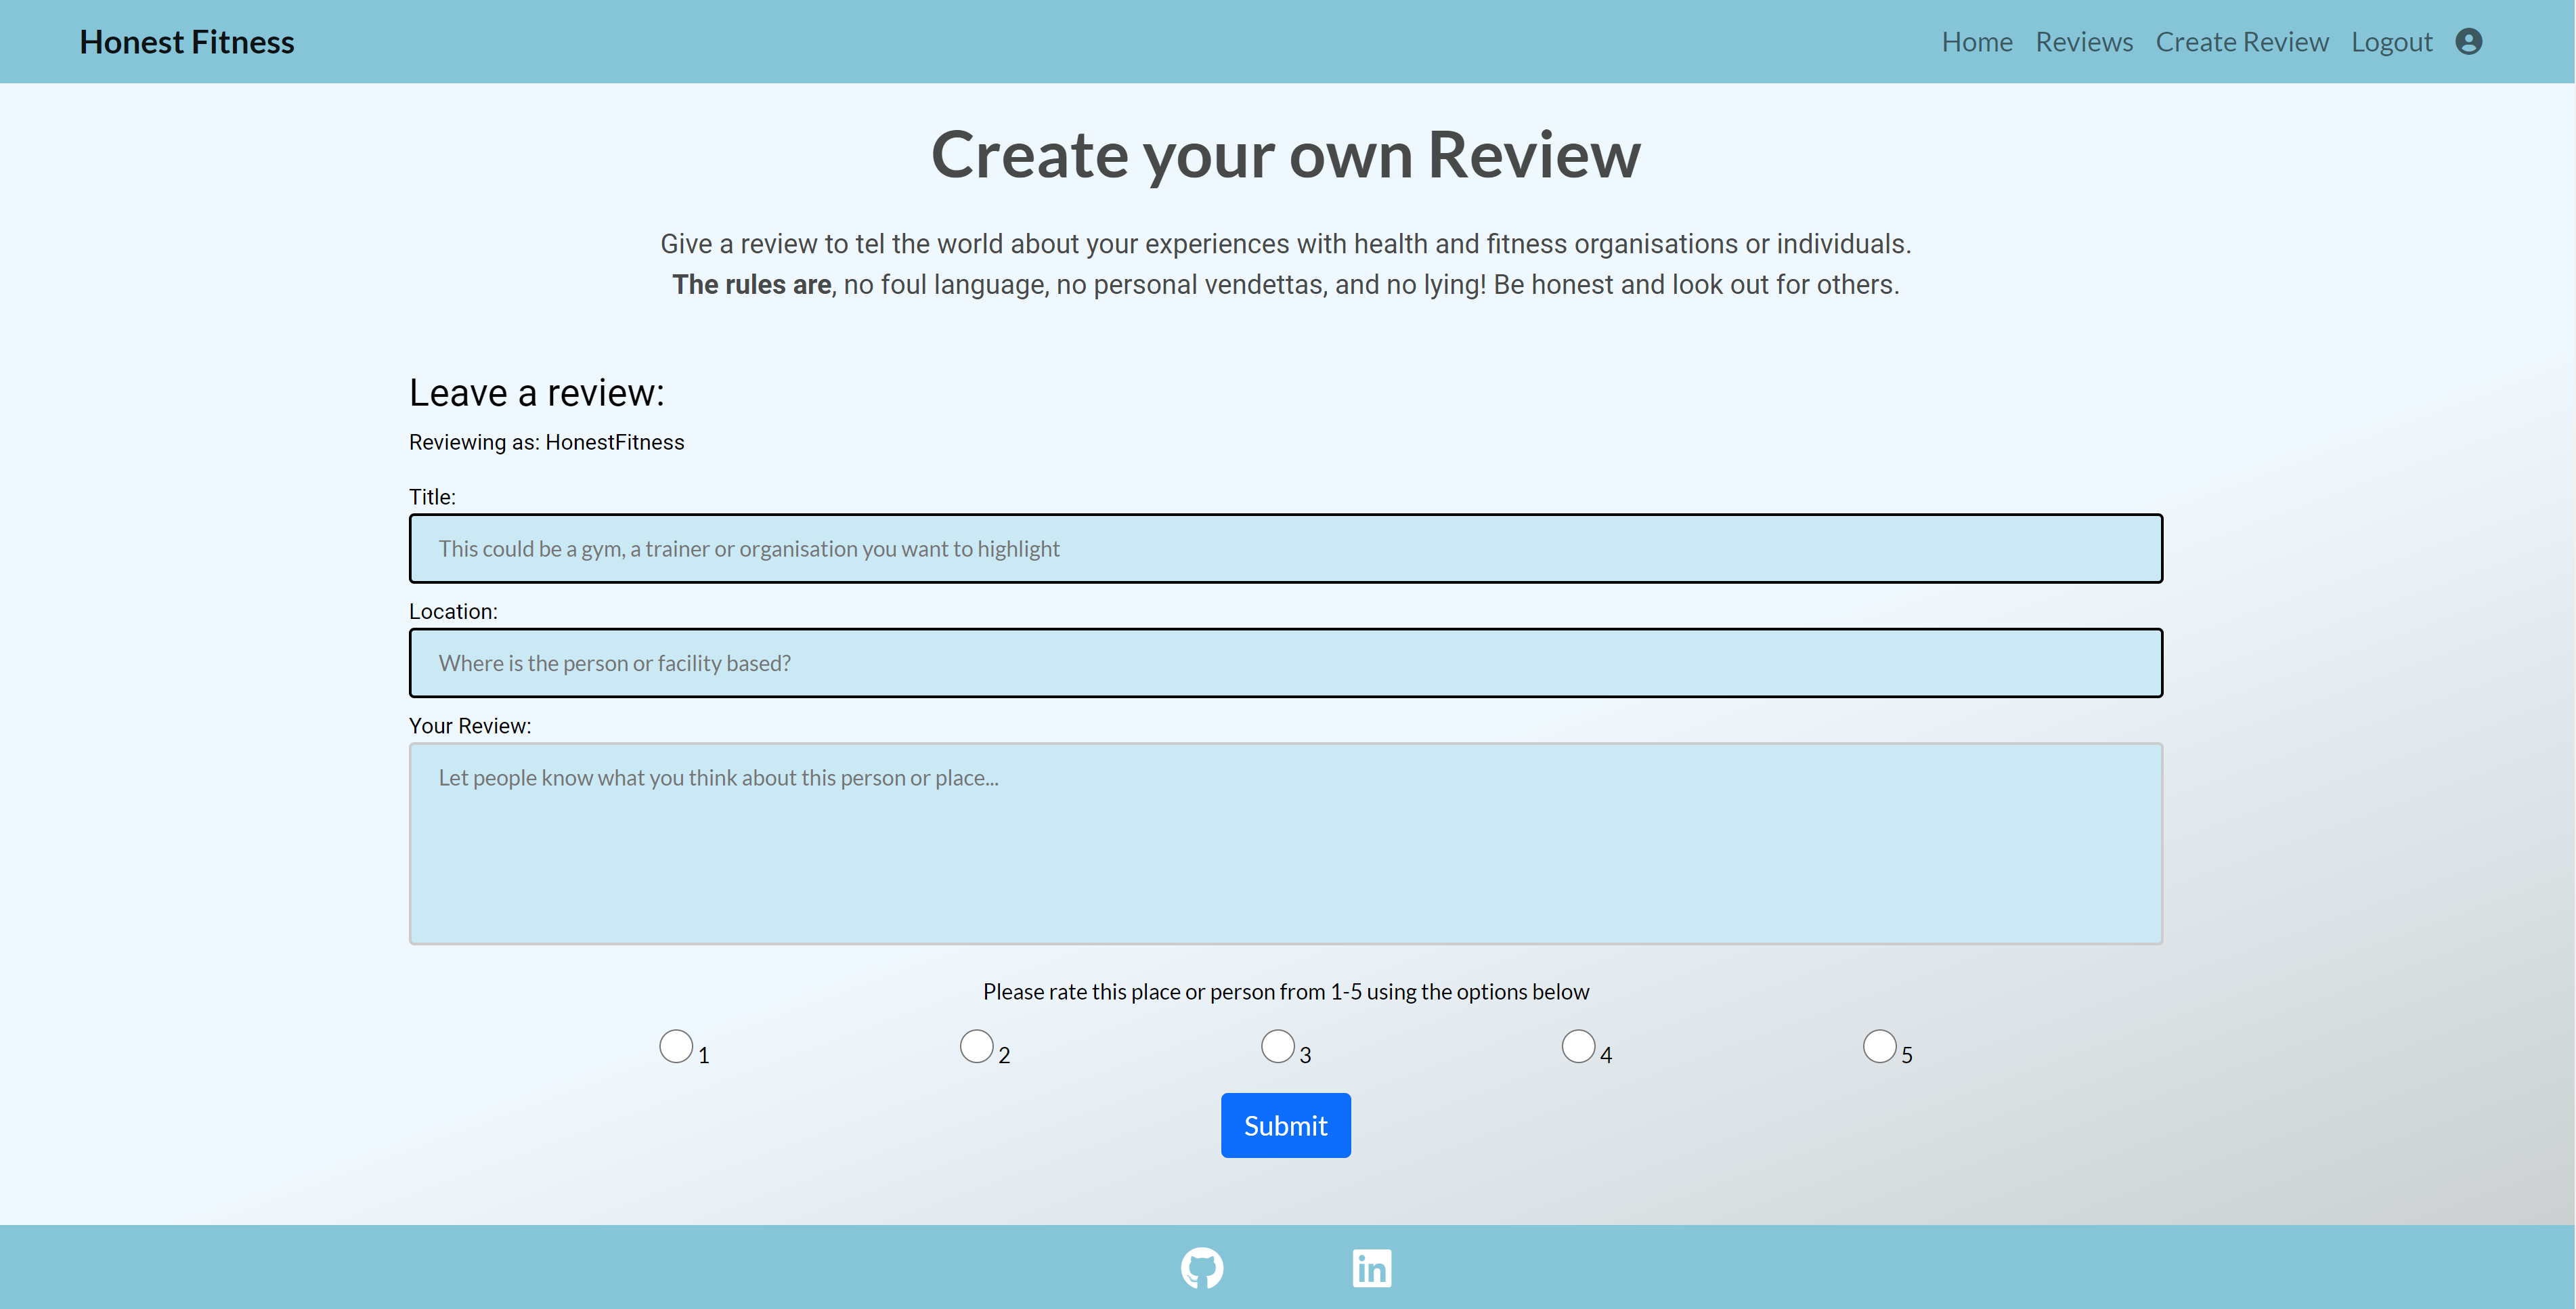 Honest Fitness
Home Reviews Create Review Logout
Create your own Review
Give a review to tel the world about your experiences with health and fitness organisations or individuals.
The rules are, no foul language, no personal vendettas, and no lying! Be honest and look out for others.
Leave a review:
Reviewing as: HonestFitness
Title:
This could be a gym, a trainer or organisation you want to highlight
Location:
Where is the person or facility based?
Your Review:
Let people know what you think about this person or place...
Please rate this place or person from 1-5 using the options below
1 2 3 4 5
Submit
in